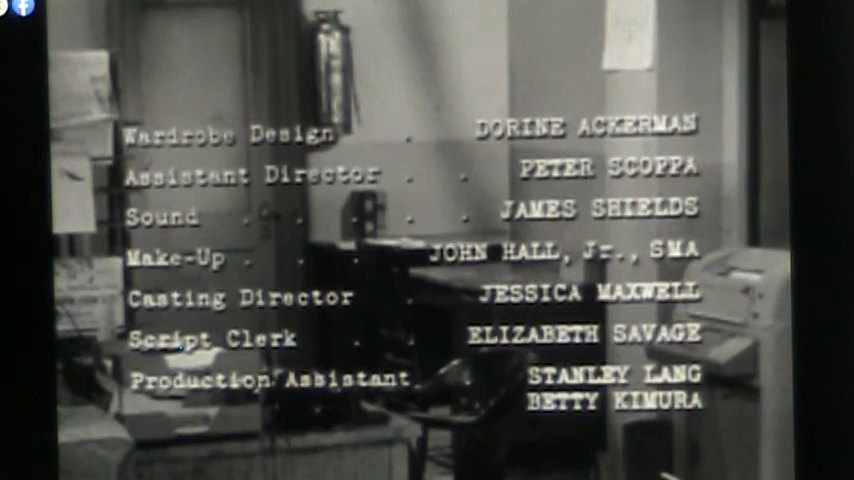 Wardrobe Design . DORINE ACKERMAN
Assistant Director . . PETER SCOPPA
Sound . . . . . JAMES SHIELDS
Make-Up . . . JOHN HALL, Jr., SMA
Casting Director . JESSICA MAXWELL
Script Clerk . . ELIZABETH SAVAGE
Production Assistant . STANLEY LANG
BETTY KIMURA